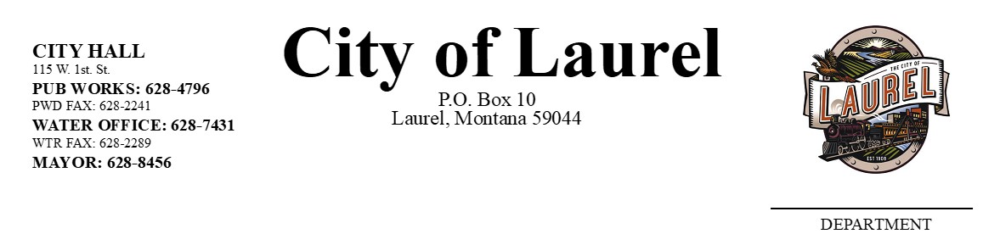 CITY HALL
115 W. 1st. St.
PUB WORKS: 628-4796
PWD FAX: 628-2241
WATER OFFICE: 628-7431
WTR FAX: 628-2289
MAYOR: 628-8456
City of Laurel
P.O. Box 10
Laurel, Montana 59044
THE CITY OF
LAUREL
EST 1908
DEPARTMENT